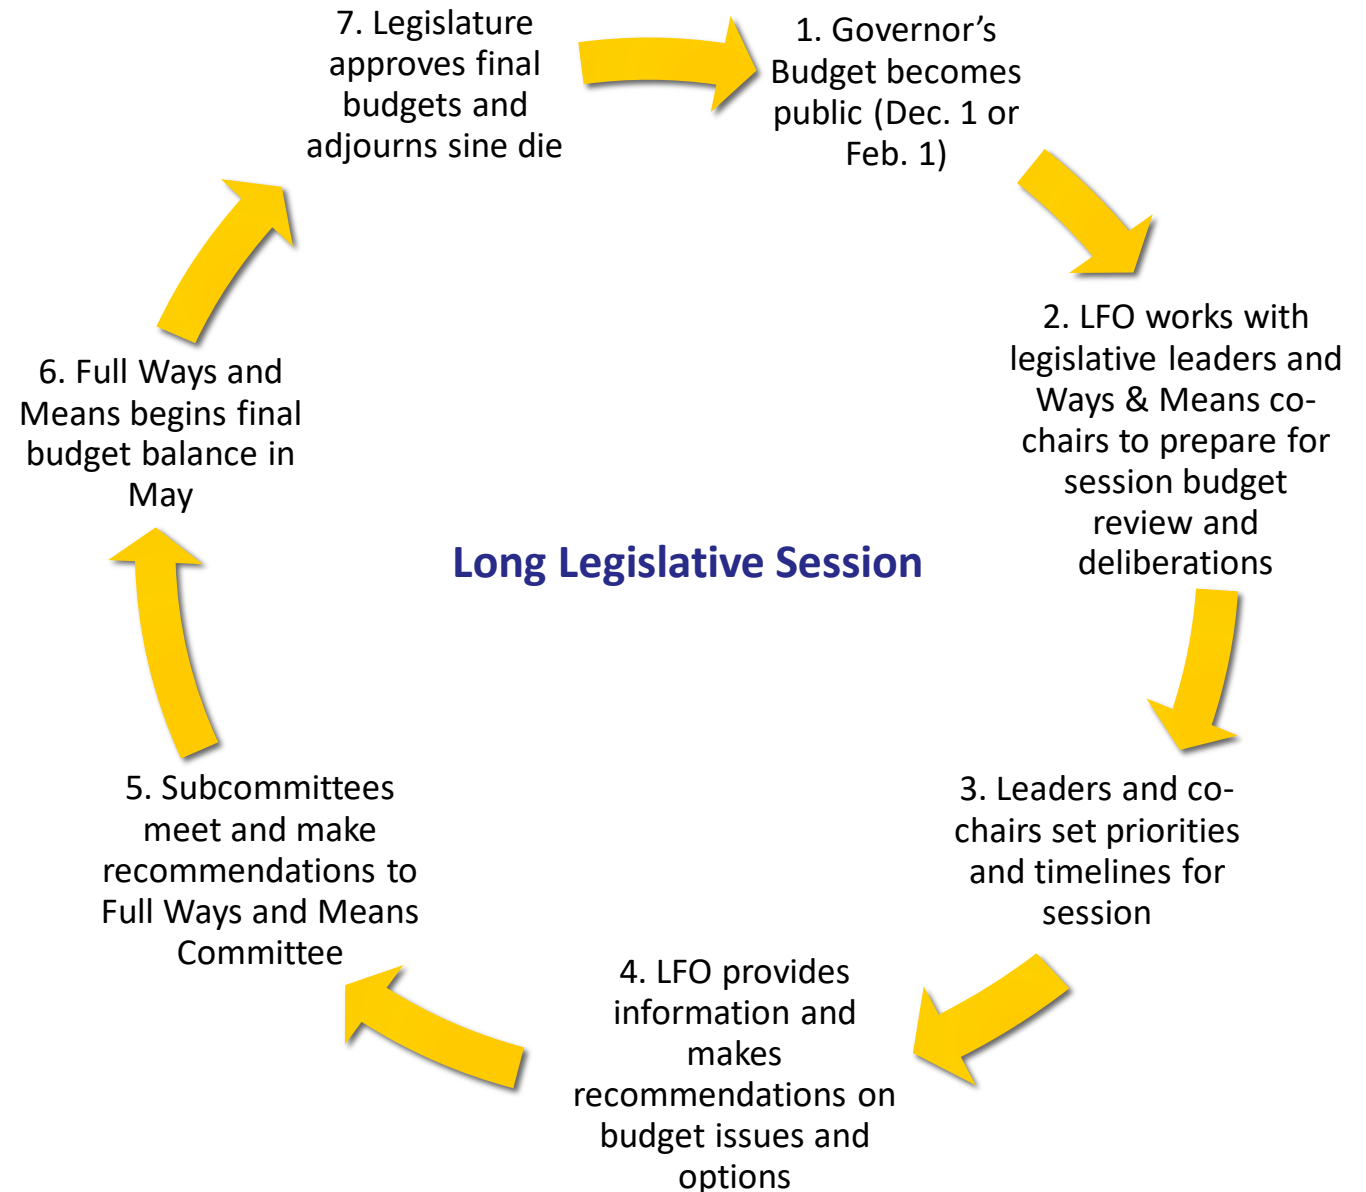 7. Legislature
approves final
budgets and
adjourns sine die
1. Governor’s
Budget becomes
public (Dec. 1 or
Feb. 1)
2. LFO works with
legislative leaders and
Ways & Means co-
chairs to prepare for
session budget
review and
deliberations
6. Full Ways and
Means begins final
budget balance in
May
Long Legislative Session
3. Leaders and co-
chairs set priorities
and timelines for
session
5. Subcommittees
meet and make
recommendations to
Full Ways and Means
Committee
4. LFO provides
information and
makes
recommendations on
budget issues and
options